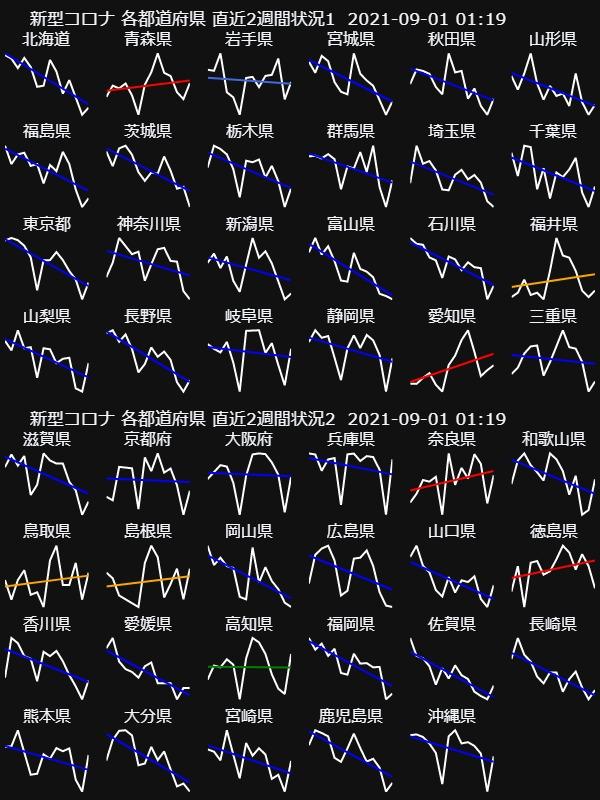 新型コロナ 各都道府県 直近2週間状況1 2021-09-01 01:19
北海道 青森県 岩手県 宮城県 秋田県 山形県
福島県 茨城県 栃木県 群馬県 埼玉県 千葉県
東京都 神奈川県 新潟県 富山県 石川県 福井県
山梨県 長野県 岐阜県 静岡県 愛知県 三重県
新型コロナ 各都道府県 直近2週間状況2 2021-09-01 01:19
滋賀県 京都府 大阪府 兵庫県 奈良県 和歌山県
鳥取県 島根県 岡山県 広島県 山口県 徳島県
香川県 愛媛県 高知県 福岡県 佐賀県 長崎県
熊本県 大分県 宮崎県 鹿児島県 沖縄県